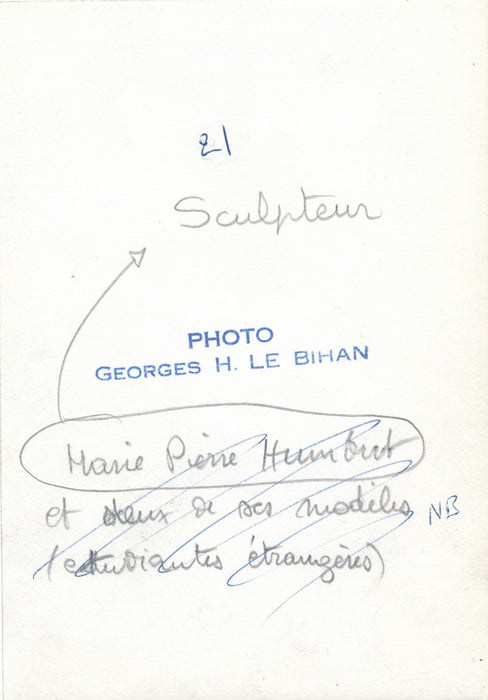 21
Sculpteur
PHOTO
GEORGES H. LE BIHAN
Marie Pierre Humbert
et deux de ses modèles NB
(étudiantes étrangères)